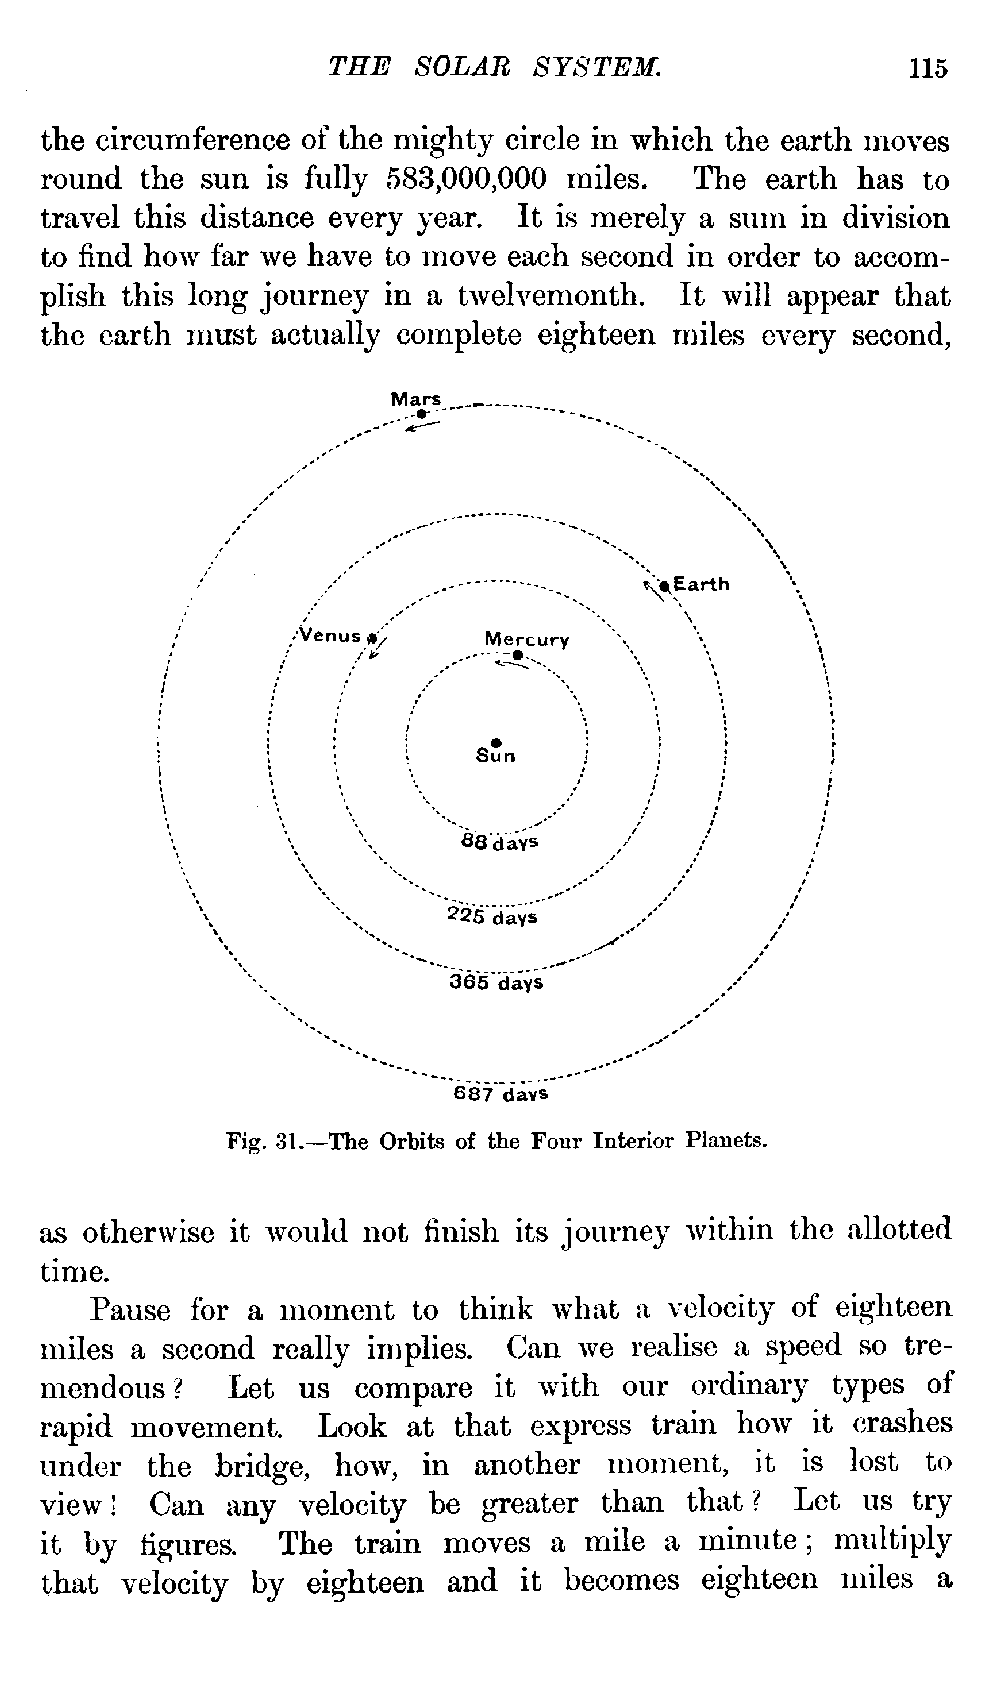 THE SOLAR SYSTEM. 115
the circumference of the mighty circle in which the earth moves
round the sun is fully 583,000,000 miles. The earth has to
travel this distance every year. It is merely a sum in division
to find how far we have to move each second in order to accom-
plish this long journey in a twelvemonth. It will appear that
the earth must actually complete eighteen miles every second,
Mars
Earth
Venus
Mercury
Sun
88 days
225 days
365 days
687 days
Fig. 31.—The Orbits of the Four Interior Planets.
as otherwise it would not finish its journey within the allotted
time.
Pause for a moment to think what a velocity of eighteen
miles a second really implies. Can we realise a speed so tre-
mendous? Let us compare it with our ordinary types of
rapid movement. Look at that express train how it crashes
under the bridge, how, in another moment, it is lost to
view! Can any velocity be greater than that? Let us try
it by figures. The train moves a mile a minute; multiply
that velocity by eighteen and it becomes eighteen miles a